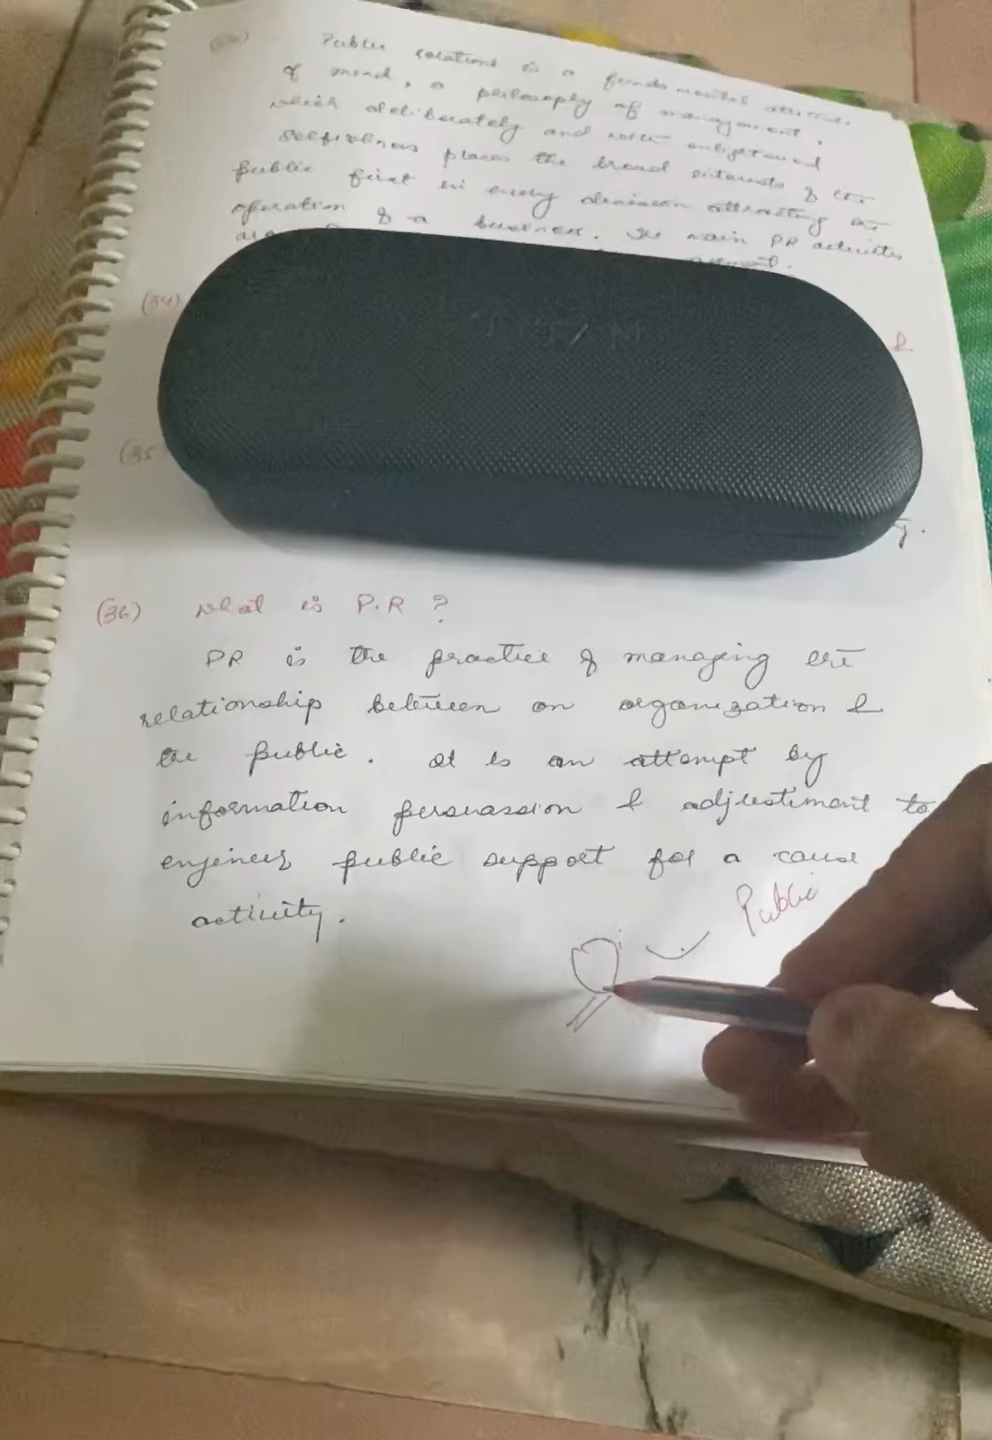 Public relations is a fundamental attitude
of mind, a philosophy of management,
which deliberately and with enlightened
selfishness places the broad interests of the
public first in every decision affecting the
operation of a business. The main PR activities
(34)
TITAN
&
(35
(36) What is P.R ?
PR is the practice of managing the
relationship between an organization &
the public. It is an attempt by
information persuassion & adjustiment to
engineer public support for a cause
activity.
Public